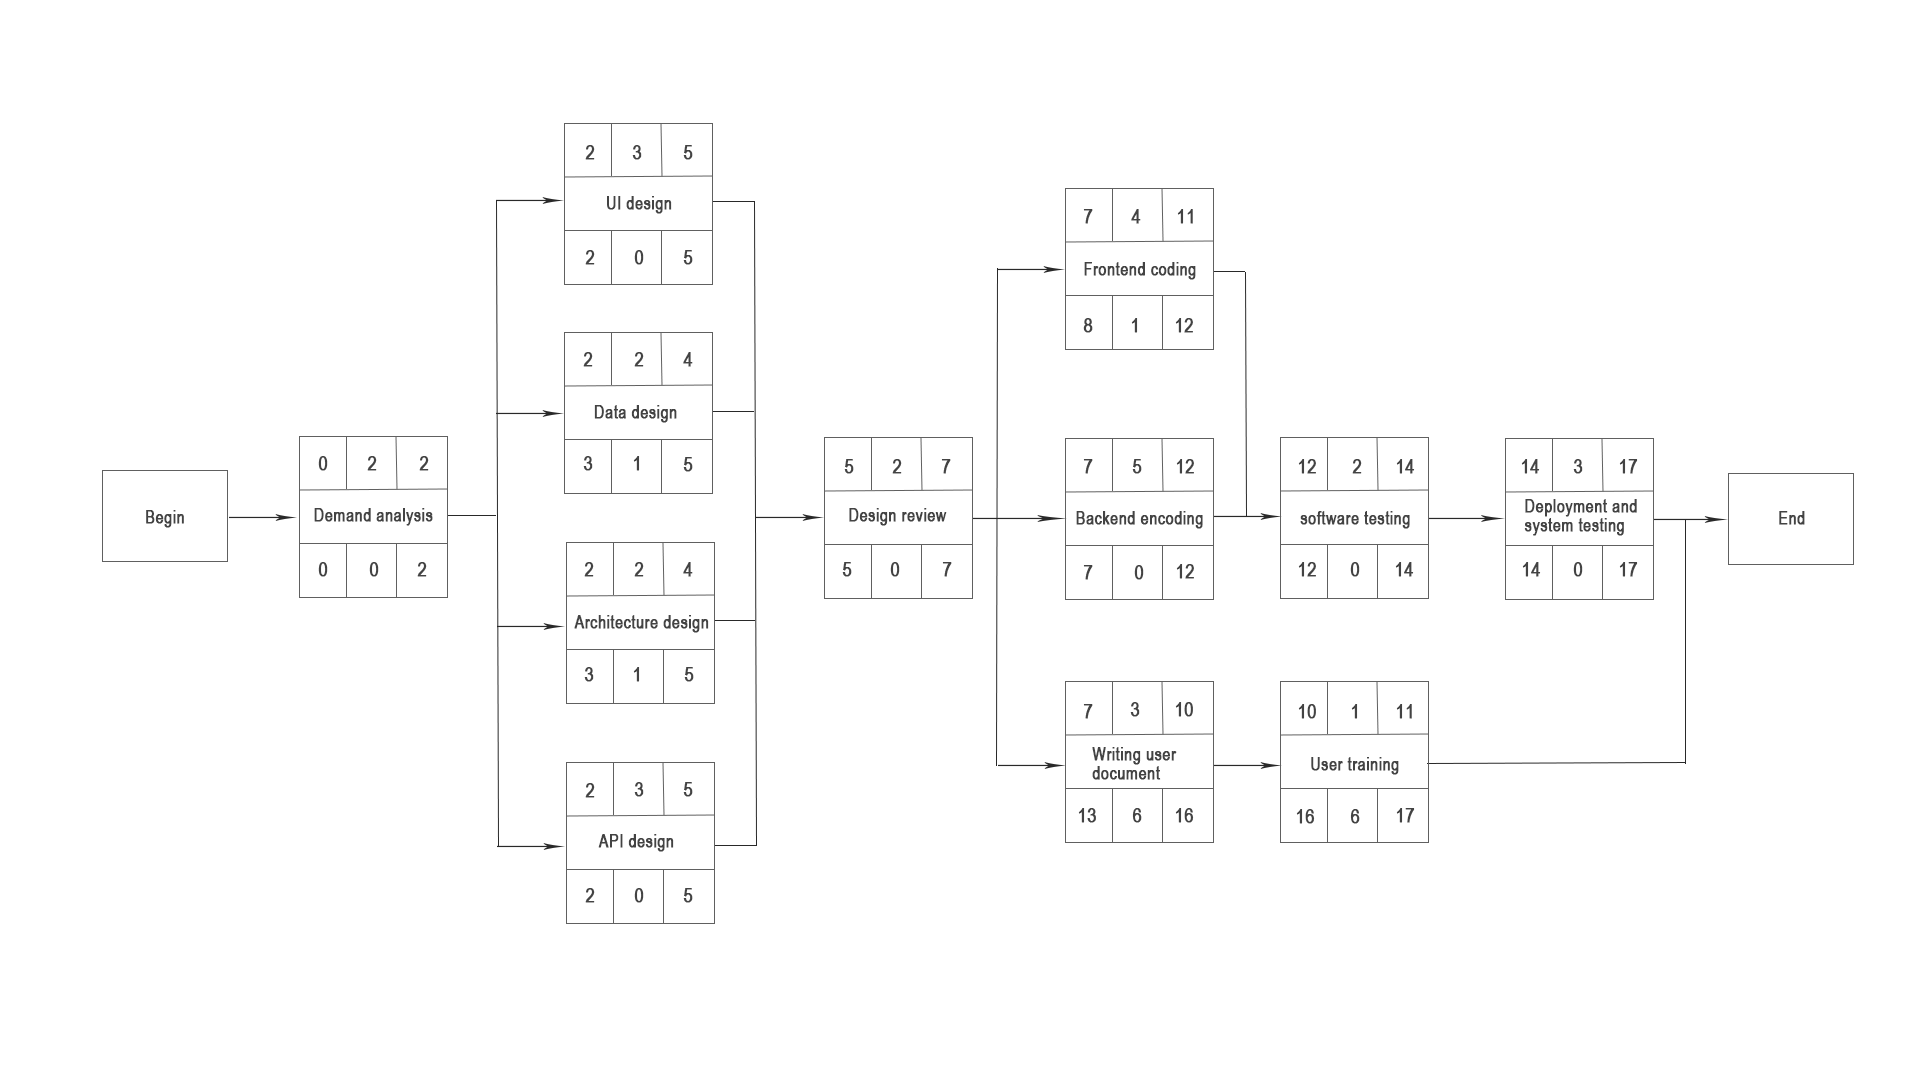 Begin
0 2 2
Demand analysis
0 0 2
2 3 5
UI design
2 0 5
2 2 4
Data design
3 1 5
2 2 4
Architecture design
3 1 5
2 3 5
API design
2 0 5
5 2 7
Design review
5 0 7
7 4 11
Frontend coding
8 1 12
7 5 12
Backend encoding
7 0 12
7 3 10
Writing user
document
13 6 16
12 2 14
software testing
12 0 14
10 1 11
User training
16 6 17
14 3 17
Deployment and
system testing
14 0 17
End